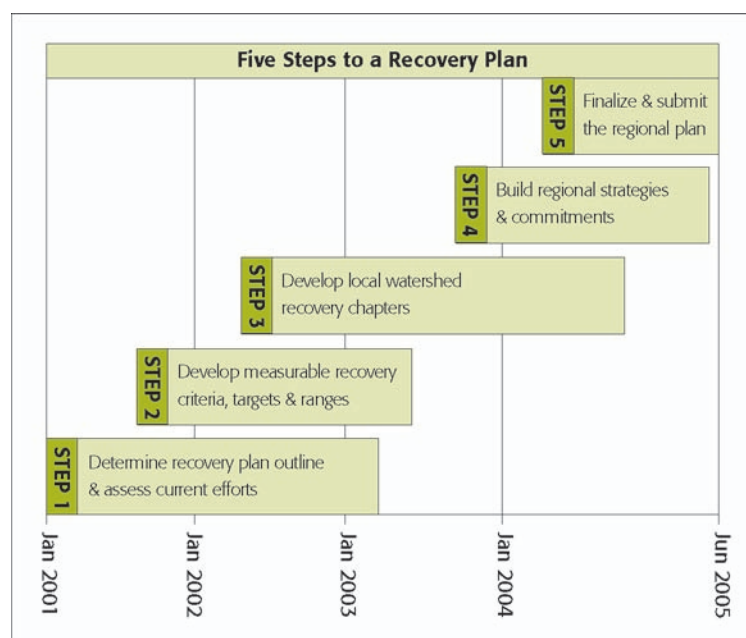 Five Steps to a Recovery Plan
STEP 5
Finalize & submit
the regional plan
STEP 4
Build regional strategies
& commitments
STEP 3
Develop local watershed
recovery chapters
STEP 2
Develop measurable recovery
criteria, targets & ranges
STEP 1
Determine recovery plan outline
& assess current efforts
Jan 2001
Jan 2002
Jan 2003
Jan 2004
Jun 2005